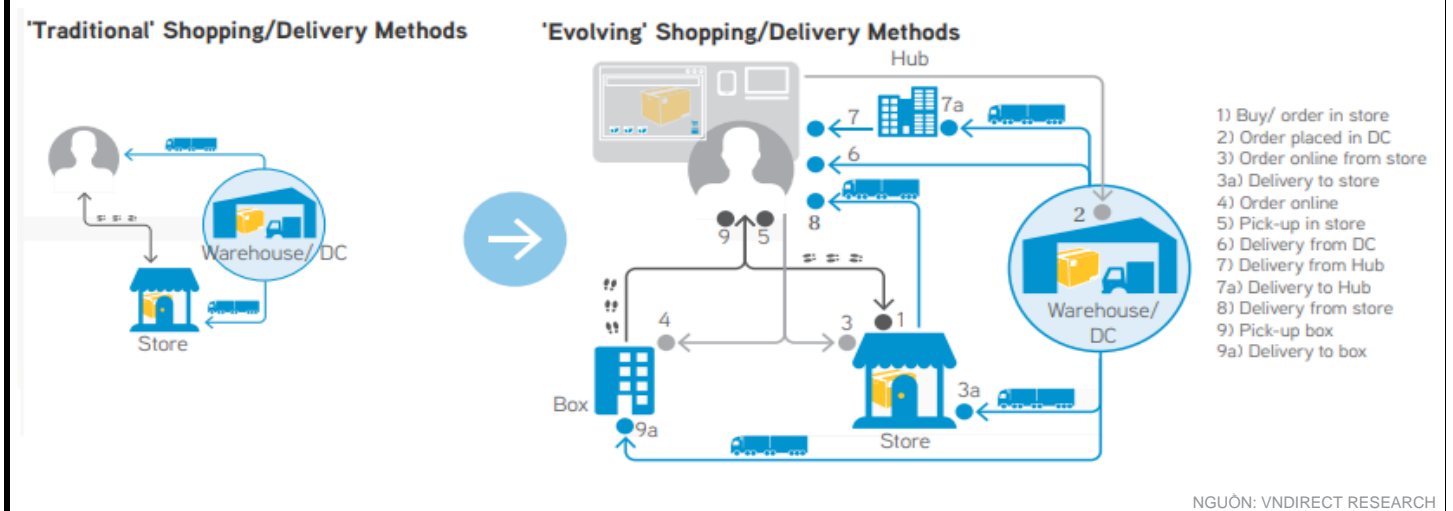 'Traditional' Shopping/Delivery Methods
Warehouse/ DC
Store
'Evolving' Shopping/Delivery Methods
Hub
7
7a
6
8
2
9
5
4
3
1
Warehouse/
DC
Box
3a
9a
Store
1) Buy/ order in store
2) Order placed in DC
3) Order online from store
3a) Delivery to store
4) Order online
5) Pick-up in store
6) Delivery from DC
7) Delivery from Hub
7a) Delivery to Hub
8) Delivery from store
9) Pick-up box
9a) Delivery to box
NGUỒN: VNDIRECT RESEARCH